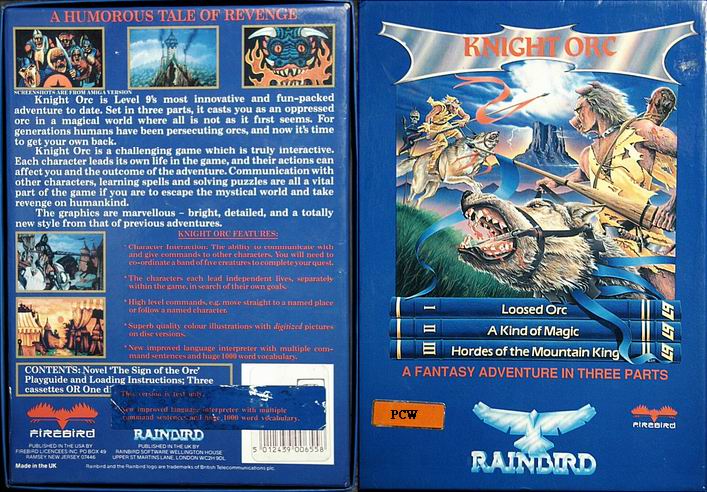 A HUMOROUS TALE OF REVENGE
SCREENSHOTS ARE FROM AMIGA VERSION
Knight Orc is Level 9's most innovative and fun-packed
adventure to date. Set in three parts, it casts you as an oppressed
orc in a magical world where all is not as it first seems. For
generations humans have been persecuting orcs, and now it's time
to get your own back.
Knight Orc is a challenging game which is truly interactive.
Each character leads its own life in the game, and their actions can
affect you and the outcome of the adventure. Communication with
other characters, learning spells and solving puzzles are all a vital
part of the game if you are to escape the mystical world and take
revenge on humankind.
The graphics are marvellous – bright, detailed, and a totally
new style from that of previous adventures.
KNIGHT ORC FEATURES:
* Character Interaction: The ability to communicate with
and give commands to other characters. You will need to
co-ordinate a band of five creatures to complete your quest.
* The characters each lead independent lives, separately
within the game, in search of their own goals.
* High level commands, e.g. move straight to a named place
or follow a named character.
* Superb quality colour illustrations with digitized pictures
on disc versions.
* New improved language interpreter with multiple com-
mand sentences and huge 1000 word vocabulary.
CONTENTS: Novel 'The Sign of the Orc'
Playguide and Loading Instructions; Three
cassettes OR One di
This version is text only.
New improved language interpreter with multiple
command sentences and huge 1000 word vocabulary.
FIREBIRD
PUBLISHED IN THE USA BY
FIREBIRD LICENCEES INC. PO BOX 49
RAMSEY NEW JERSEY 07446
RAINBIRD
PUBLISHED IN THE UK BY
RAINBIRD SOFTWARE WELLINGTON HOUSE
UPPER ST MARTINS LANE, LONDON WC2H 9DL
5 012439 006558
Made in the UK
Rainbird and the Rainbird logo are trademarks of British Telecommunications plc.
KNIGHT ORC
I Loosed Orc
II A Kind of Magic
III Hordes of the Mountain King
A FANTASY ADVENTURE IN THREE PARTS
PCW
RAINBIRD
FIREBIRD